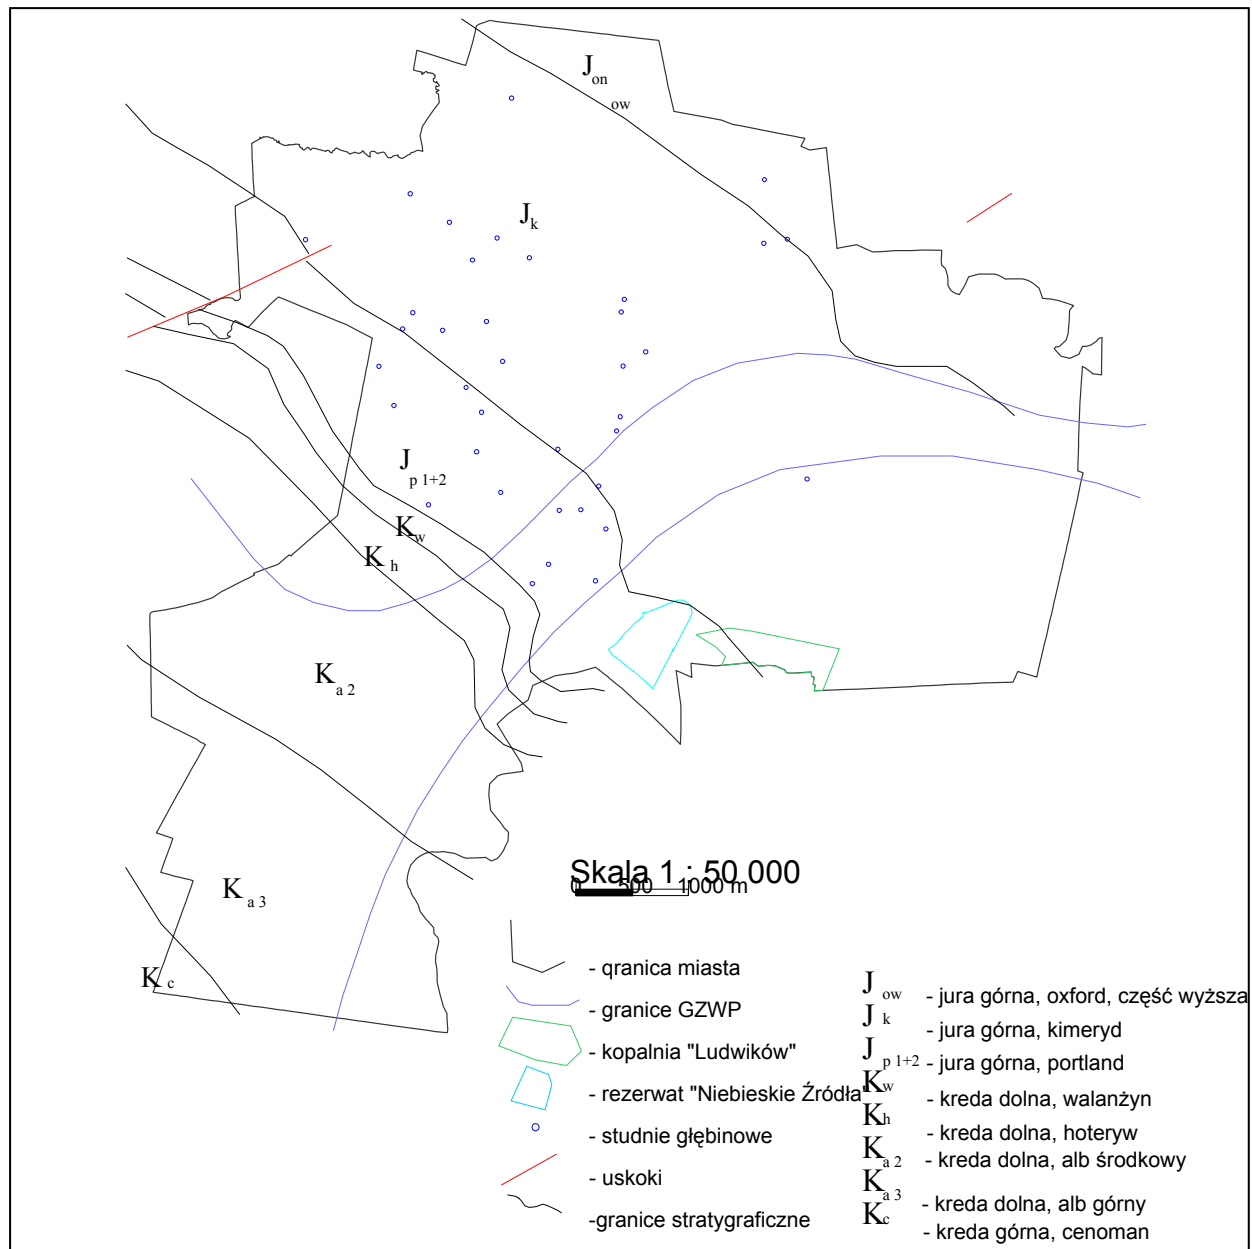 J on
ow
J k
J p 1+2
K w
K h
K a 2
K a 3
K c
Skala 1 : 50 000
0 500 1000 m
- qranica miasta
- granice GZWP
- kopalnia "Ludwików"
- rezerwat "Niebieskie Źródła"
- studnie głębinowe
- uskoki
-granice stratygraficzne
J ow - jura górna, oxford, część wyższa
J k - jura górna, kimeryd
J p 1+2 - jura górna, portland
K w - kreda dolna, walanżyn
K h - kreda dolna, hoteryw
K a 2 - kreda dolna, alb środkowy
K a 3 - kreda dolna, alb górny
K c - kreda górna, cenoman